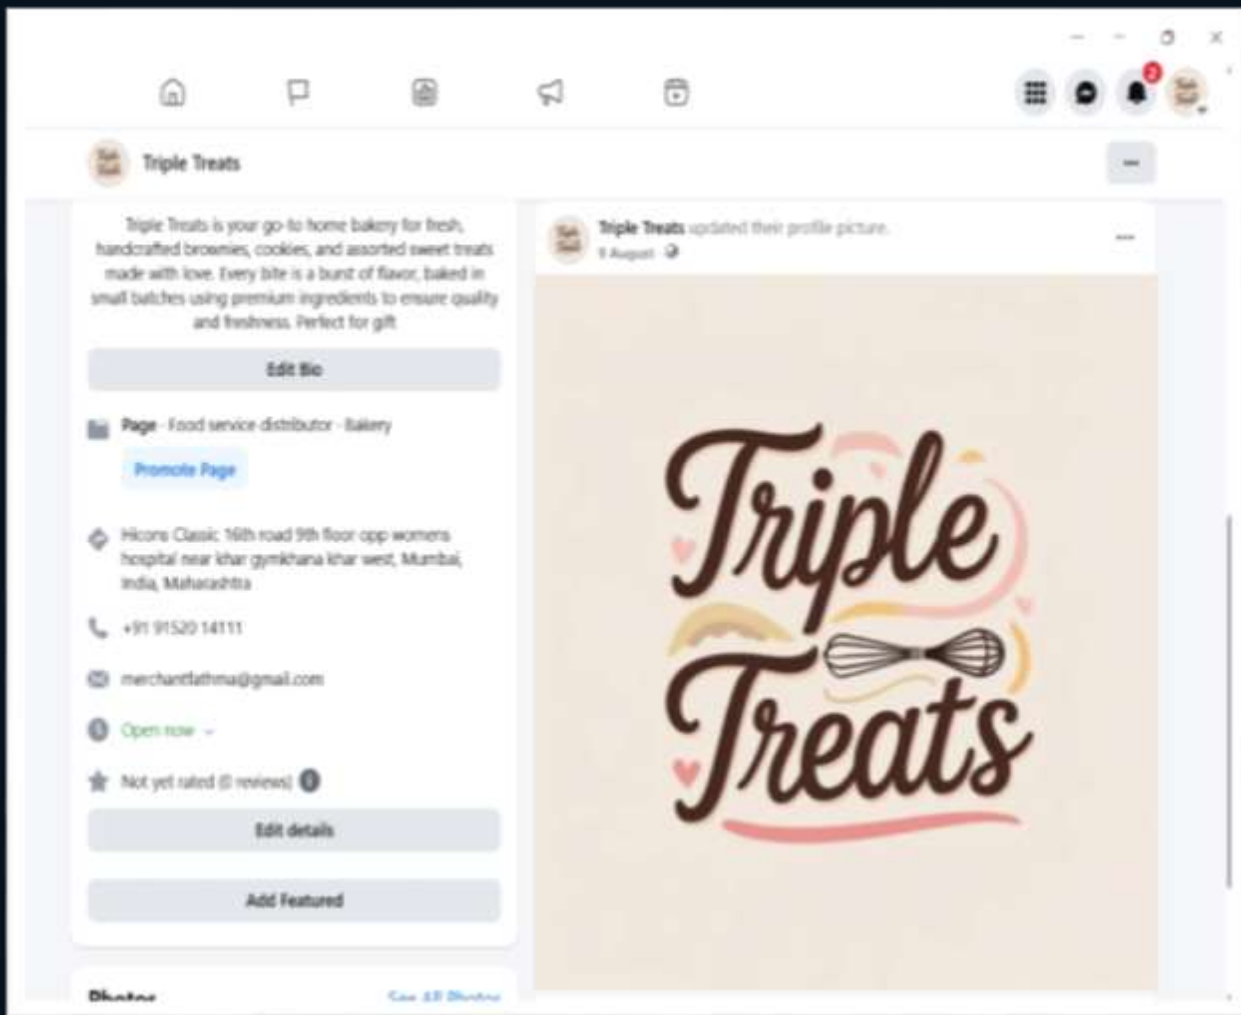 2
Triple Treats
Triple Treats is your go-to home bakery for fresh,
handcrafted brownies, cookies, and assorted sweet treats
made with love. Every bite is a burst of flavor, baked in
small batches using premium ingredients to ensure quality
and freshness. Perfect for gift
Edit Bio
Page · Food service distributor · Bakery
Promote Page
Hicons Classic 16th road 9th floor opp womens
hospital near khar gymkhana khar west, Mumbai,
India, Maharashtra
+91 91520 14111
merchantfathma@gmail.com
Open now
Not yet rated (0 reviews)
Edit details
Add Featured
Photos
See All Photos
Triple Treats updated their profile picture.
9 August
Triple
Treats